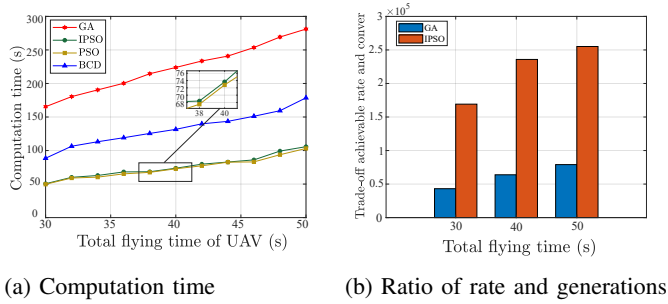 300
250
200
150
100
50
0
Computation time (s)
GA
IPSO
PSO
BCD
76
74
72
70
68
38 40
30 35 40 45 50
Total flying time of UAV (s)
(a) Computation time
×10⁵
3
2.5
2
1.5
1
0.5
0
Trade-off achievable rate and conver
GA
IPSO
30 40 50
Total flying time (s)
(b) Ratio of rate and generations